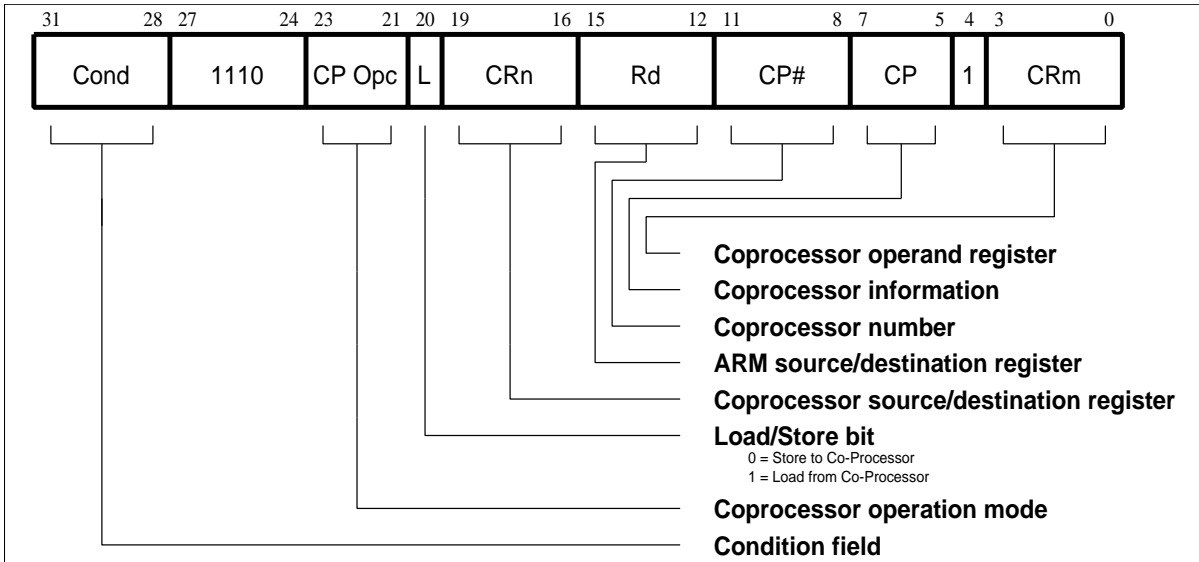 31 28 27 24 23 21 20 19 16 15 12 11 8 7 5 4 3 0
Cond 1110 CP Opc L CRn Rd CP# CP 1 CRm
Coprocessor operand register
Coprocessor information
Coprocessor number
ARM source/destination register
Coprocessor source/destination register
Load/Store bit
0 = Store to Co-Processor
1 = Load from Co-Processor
Coprocessor operation mode
Condition field